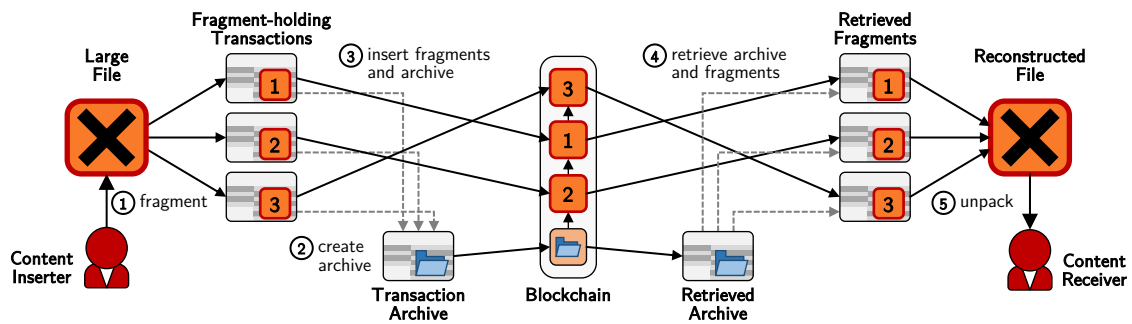 Fragment-holding
Transactions
Large
File
1
2
3
3 insert fragments
and archive
1 fragment
Content
Inserter
2 create
archive
Transaction
Archive
3
1
2
Blockchain
4 retrieve archive
and fragments
Retrieved
Archive
Retrieved
Fragments
1
2
3
Reconstructed
File
5 unpack
Content
Receiver